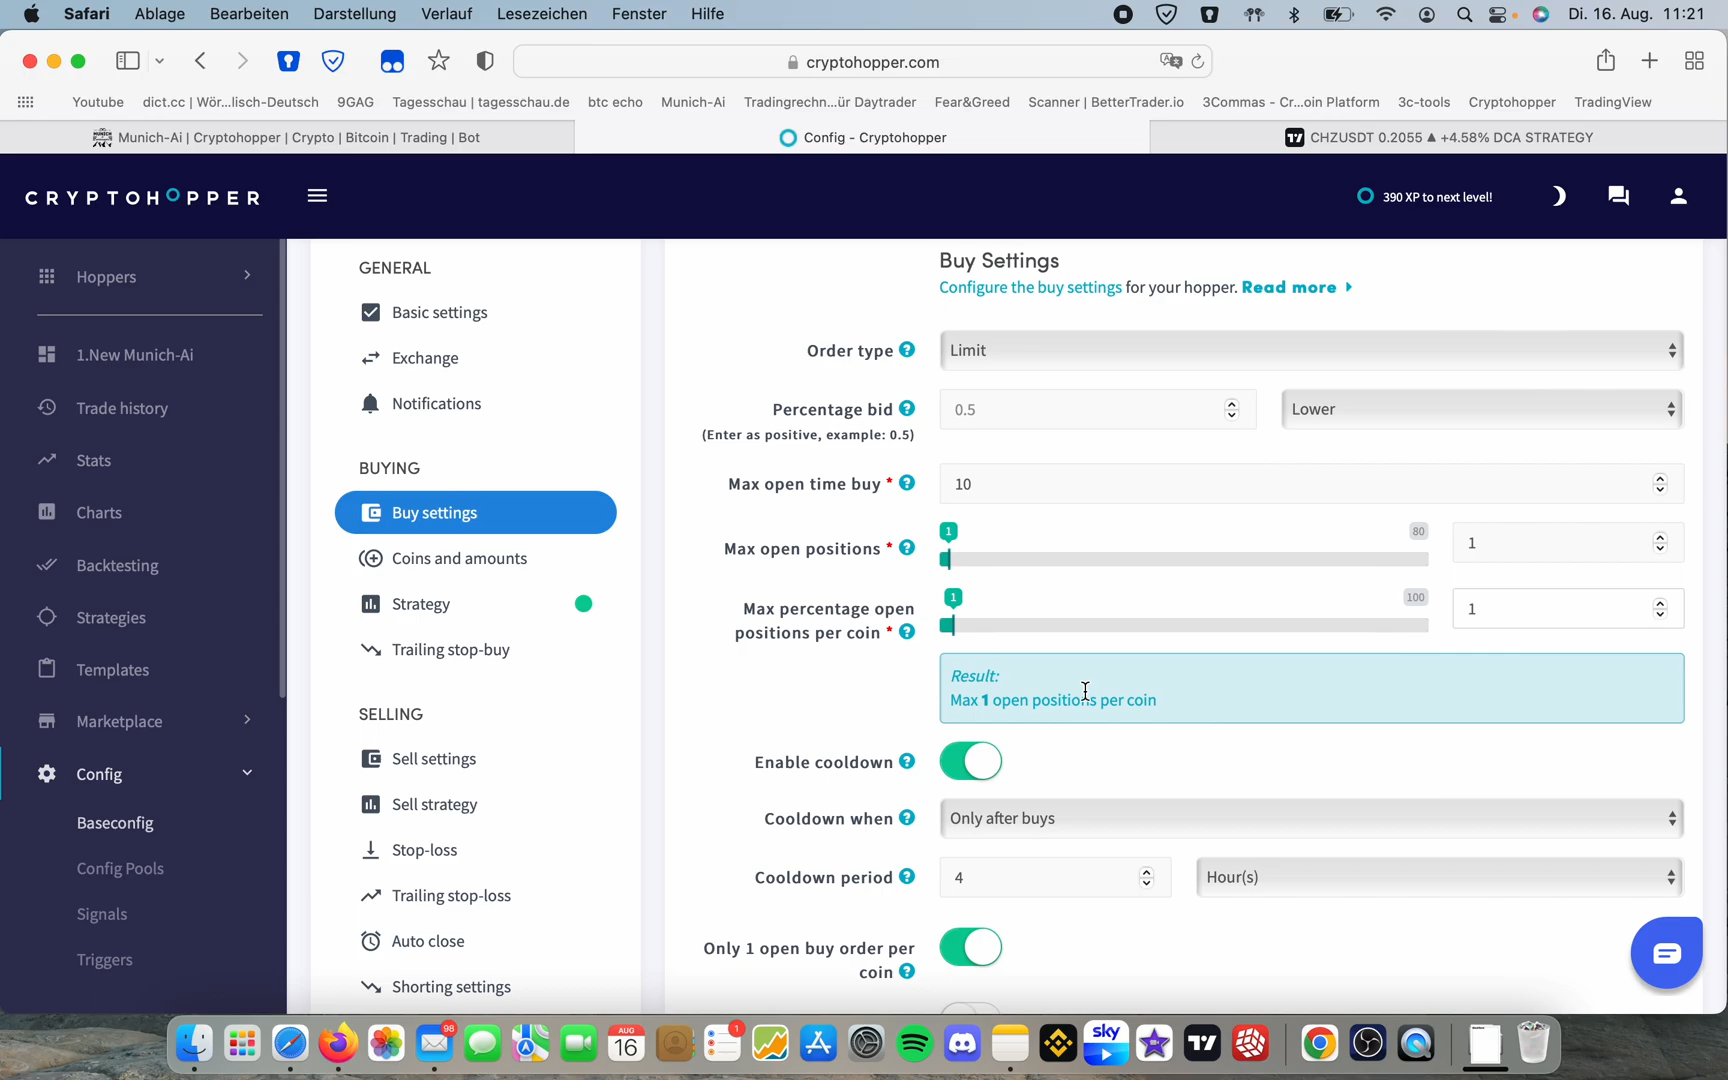 Safari Ablage Bearbeiten Darstellung Verlauf Lesezeichen Fenster Hilfe Di. 16. Aug. 11:21
cryptohopper.com
Youtube dict.cc | Wör...lisch-Deutsch 9GAG Tagesschau | tagesschau.de btc echo Munich-Ai Tradingrechn...ür Daytrader Fear&Greed Scanner | BetterTrader.io 3Commas - Cr...oin Platform 3c-tools Cryptohopper TradingView
Munich-Ai | Cryptohopper | Crypto | Bitcoin | Trading | Bot
Config - Cryptohopper
CHZUSDT 0.2055 ▲ +4.58% DCA STRATEGY
CRYPTOHOPPER
390 XP to next level!
Hoppers
1.New Munich-Ai
Trade history
Stats
Charts
Backtesting
Strategies
Templates
Marketplace
Config
Baseconfig
Config Pools
Signals
Triggers
GENERAL
Basic settings
Exchange
Notifications
BUYING
Buy settings
Coins and amounts
Strategy
Trailing stop-buy
SELLING
Sell settings
Sell strategy
Stop-loss
Trailing stop-loss
Auto close
Shorting settings
Buy Settings
Configure the buy settings for your hopper. Read more
Order type ? Limit
Percentage bid ? 0.5 Lower
(Enter as positive, example: 0.5)
Max open time buy * ? 10
1 80
Max open positions * ? 1
1 100
Max percentage open 1
positions per coin * ?
Result:
Max 1 open positions per coin
Enable cooldown ?
Cooldown when ? Only after buys
Cooldown period ? 4 Hour(s)
Only 1 open buy order per
coin ?
98
AUG
16
1
sky